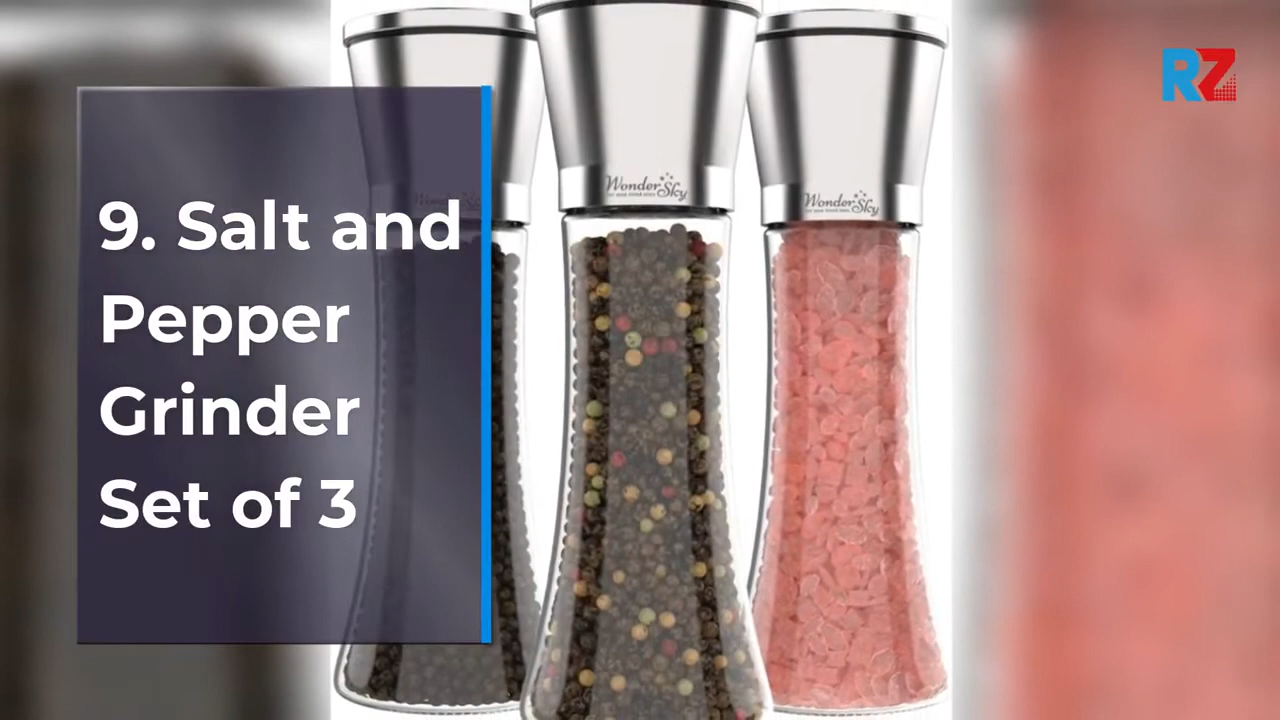 RZ
9. Salt and
Pepper
Grinder
Set of 3
Wonder Sky
Wonder Sky